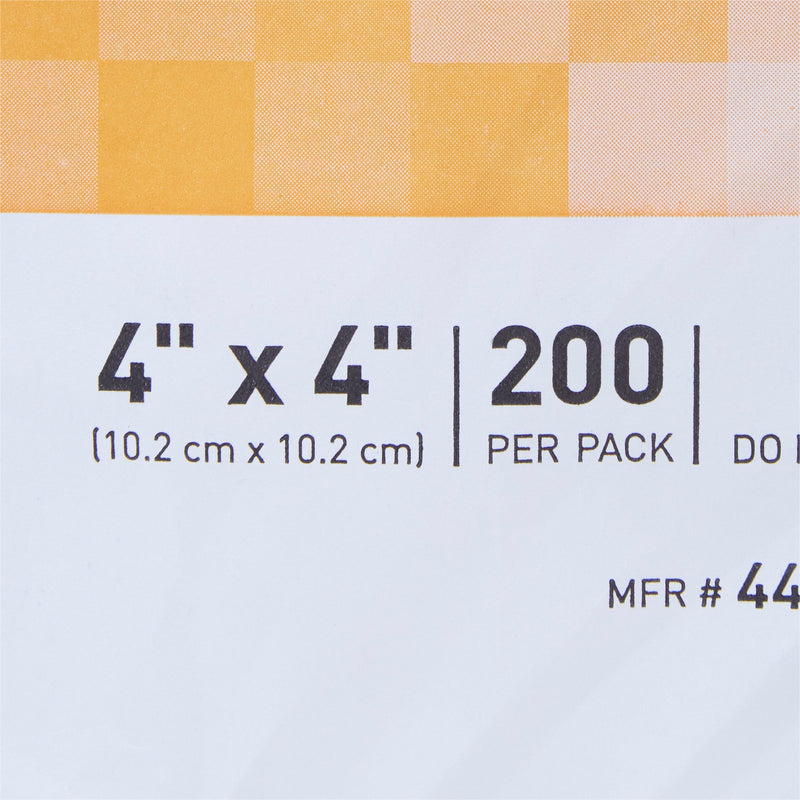 4" x 4" 200
(10.2 cm x 10.2 cm) PER PACK DO
MFR # 44